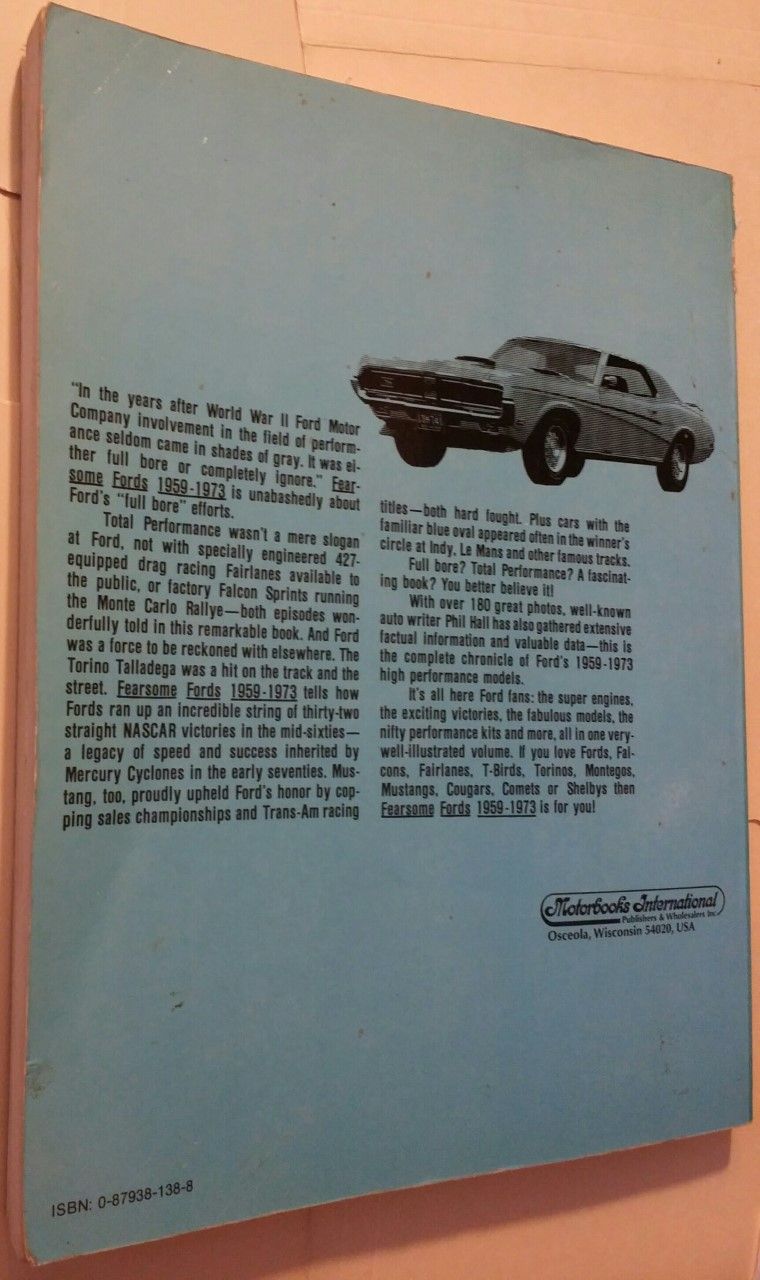 "In the years after World War II Ford Motor
Company involvement in the field of perform-
ance seldom came in shades of gray. It was ei-
ther full bore or completely ignore." Fear-
some Fords 1959-1973 is unabashedly about
Ford's "full bore" efforts.
Total Performance wasn't a mere slogan
at Ford, not with specially engineered 427-
equipped drag racing Fairlanes available to
the public, or factory Falcon Sprints running
the Monte Carlo Rallye—both episodes won-
derfully told in this remarkable book. And Ford
was a force to be reckoned with elsewhere. The
Torino Talladega was a hit on the track and the
street. Fearsome Fords 1959-1973 tells how
Fords ran up an incredible string of thirty-two
straight NASCAR victories in the mid-sixties—
a legacy of speed and success inherited by
Mercury Cyclones in the early seventies. Mus-
tang, too, proudly upheld Ford's honor by cop-
ping sales championships and Trans-Am racing
titles—both hard fought. Plus cars with the
familiar blue oval appeared often in the winner's
circle at Indy, Le Mans and other famous tracks.
Full bore? Total Performance? A fascinat-
ing book? You better believe it!
With over 180 great photos, well-known
auto writer Phil Hall has also gathered extensive
factual information and valuable data—this is
the complete chronicle of Ford's 1959-1973
high performance models.
It's all here Ford fans: the super engines,
the exciting victories, the fabulous models, the
nifty performance kits and more, all in one very-
well-illustrated volume. If you love Fords, Fal-
cons, Fairlanes, T-Birds, Torinos, Montegos,
Mustangs, Cougars, Comets or Shelbys then
Fearsome Fords 1959-1973 is for you!
Motorbooks International
Publishers & Wholesalers Inc
Osceola, Wisconsin 54020, USA
ISBN: 0-87938-138-8